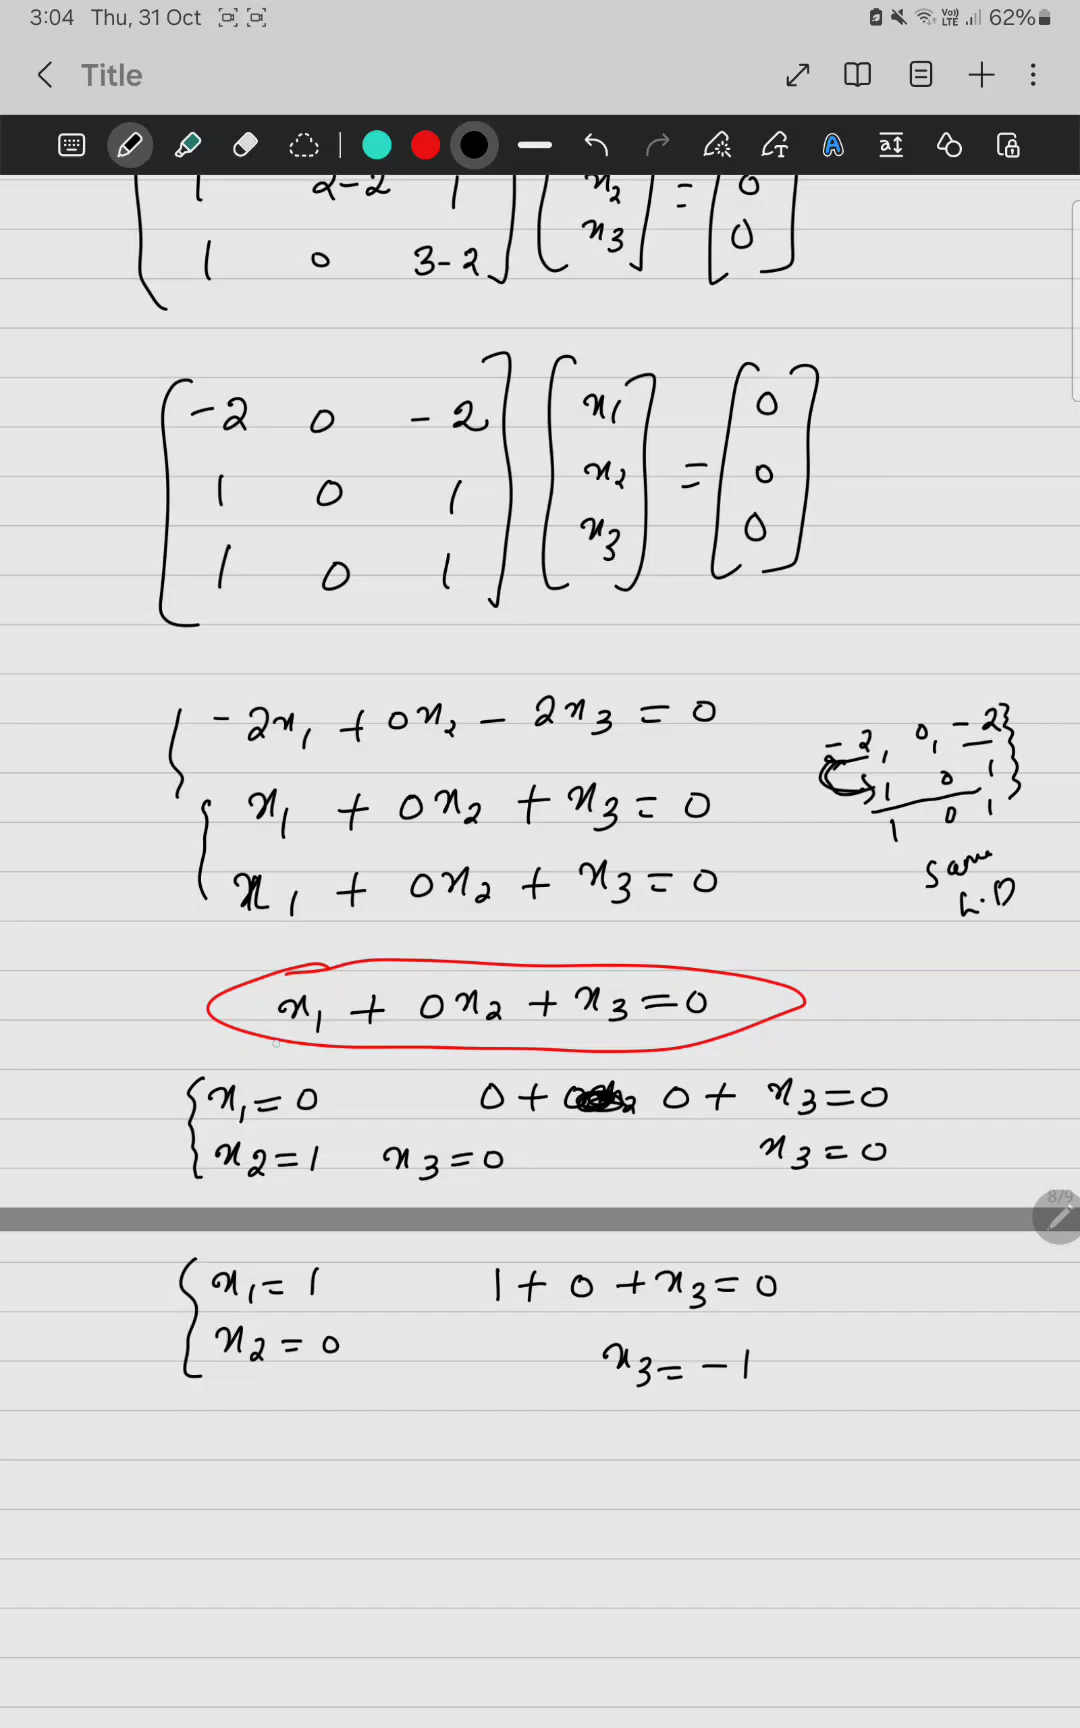 3:04 Thu, 31 Oct 62%
Title
1 2-2 1 x2 = 0
1 0 3-2 x3 0
-2 0 -2 x1 0
1 0 1 x2 = 0
1 0 1 x3 0
-2x1 + 0x2 - 2x3 = 0
-2, 0, -2
x1 + 0x2 + x3 = 0
1 0 1
1 0 1
x1 + 0x2 + x3 = 0
Same
L.D
x1 + 0x2 + x3 = 0
x1 = 0 0 + 0 + x3 = 0
x2 = 1 x3 = 0 x3 = 0
8/9
x1 = 1 1 + 0 + x3 = 0
x2 = 0
x3 = -1